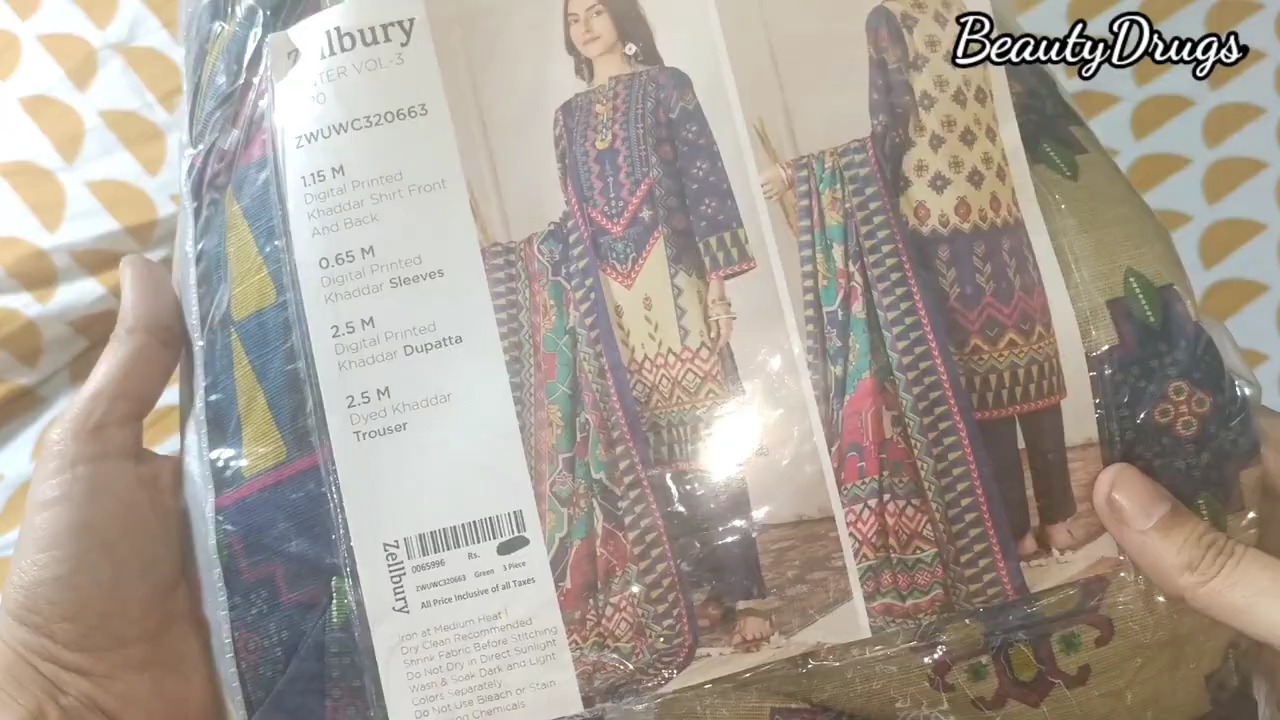 BeautyDrugs
Zellbury
VOL-3
ZWUWC320663
1.15 M
Digital Printed
Khaddar Shirt Front
And Back
0.65 M
Digital Printed
Khaddar Sleeves
2.5 M
Digital Printed
Khaddar Dupatta
2.5 M
Dyed Khaddar
Trouser
Zellbury
0065996 Rs.
ZWUWC320663 Green 3 Piece
All Price Inclusive of all Taxes
Iron at Medium Heat |
Dry Clean Recommended
Shrink Fabric Before Stitching
Do Not Dry in Direct Sunlight
Wash & Soak Dark and Light
Colors Separately
Do Not Use Bleach or Stain
Chemicals